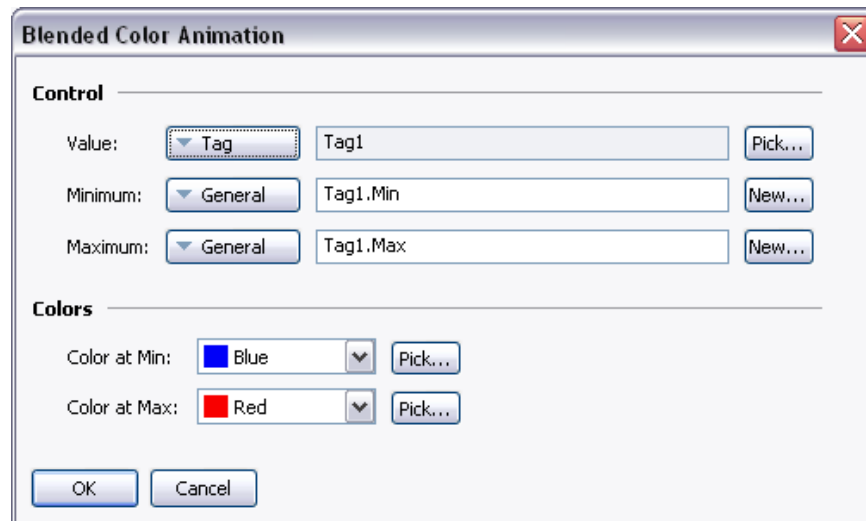 Blended Color Animation
Control
Value: Tag Tag1 Pick...
Minimum: General Tag1.Min New...
Maximum: General Tag1.Max New...
Colors
Color at Min: Blue Pick...
Color at Max: Red Pick...
OK Cancel